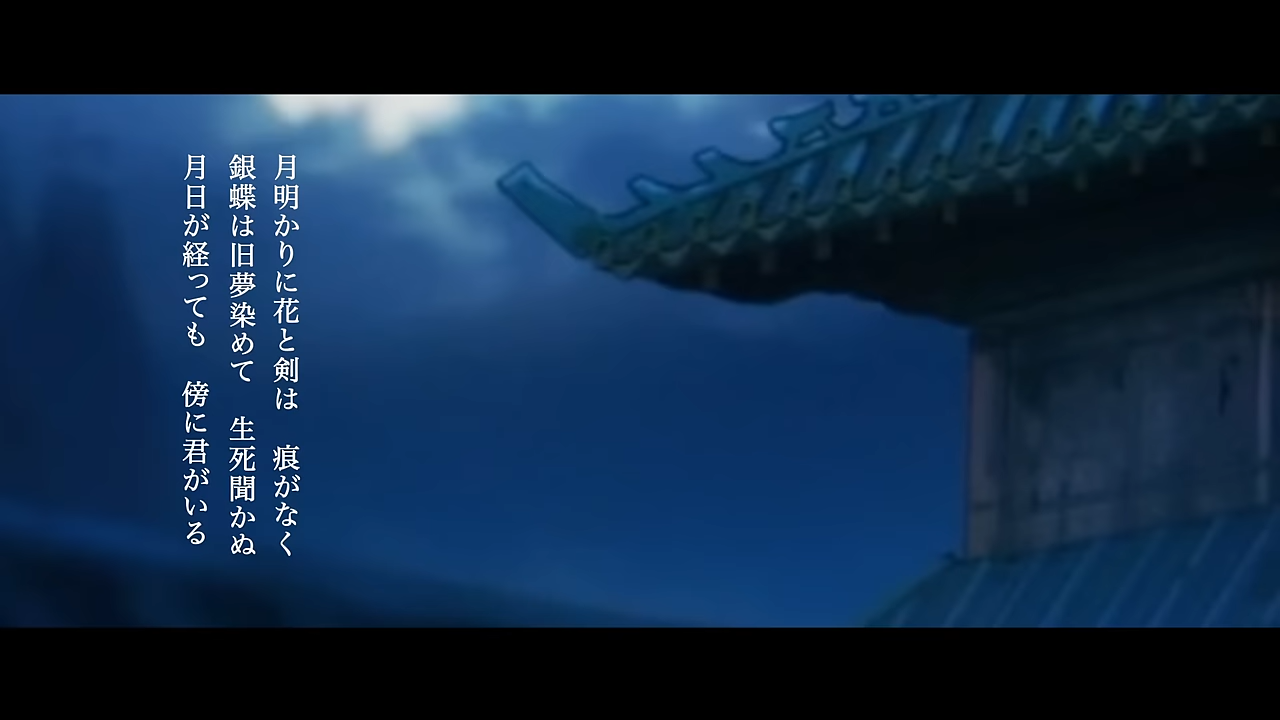 月明かりに花と剣は　痕がなく
銀蝶は旧夢染めて　生死聞かぬ
月日が経っても　傍に君がいる